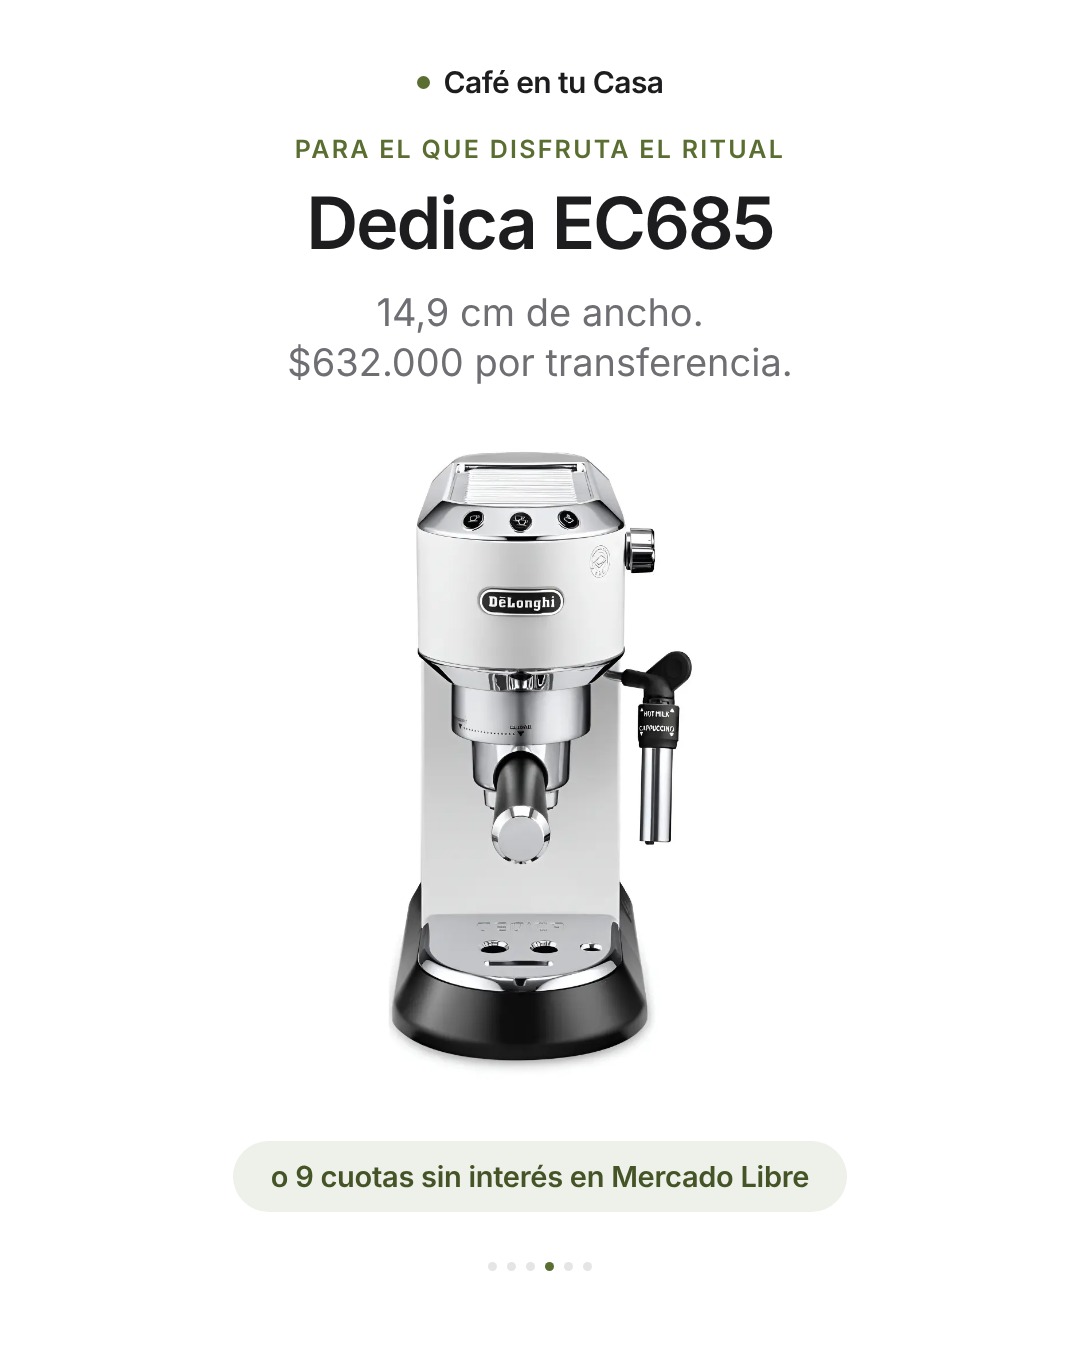 Café en tu Casa
PARA EL QUE DISFRUTA EL RITUAL
Dedica EC685
14,9 cm de ancho.
$632.000 por transferencia.
DēLonghi
HOT MILK
CAPPUCCINO
o 9 cuotas sin interés en Mercado Libre